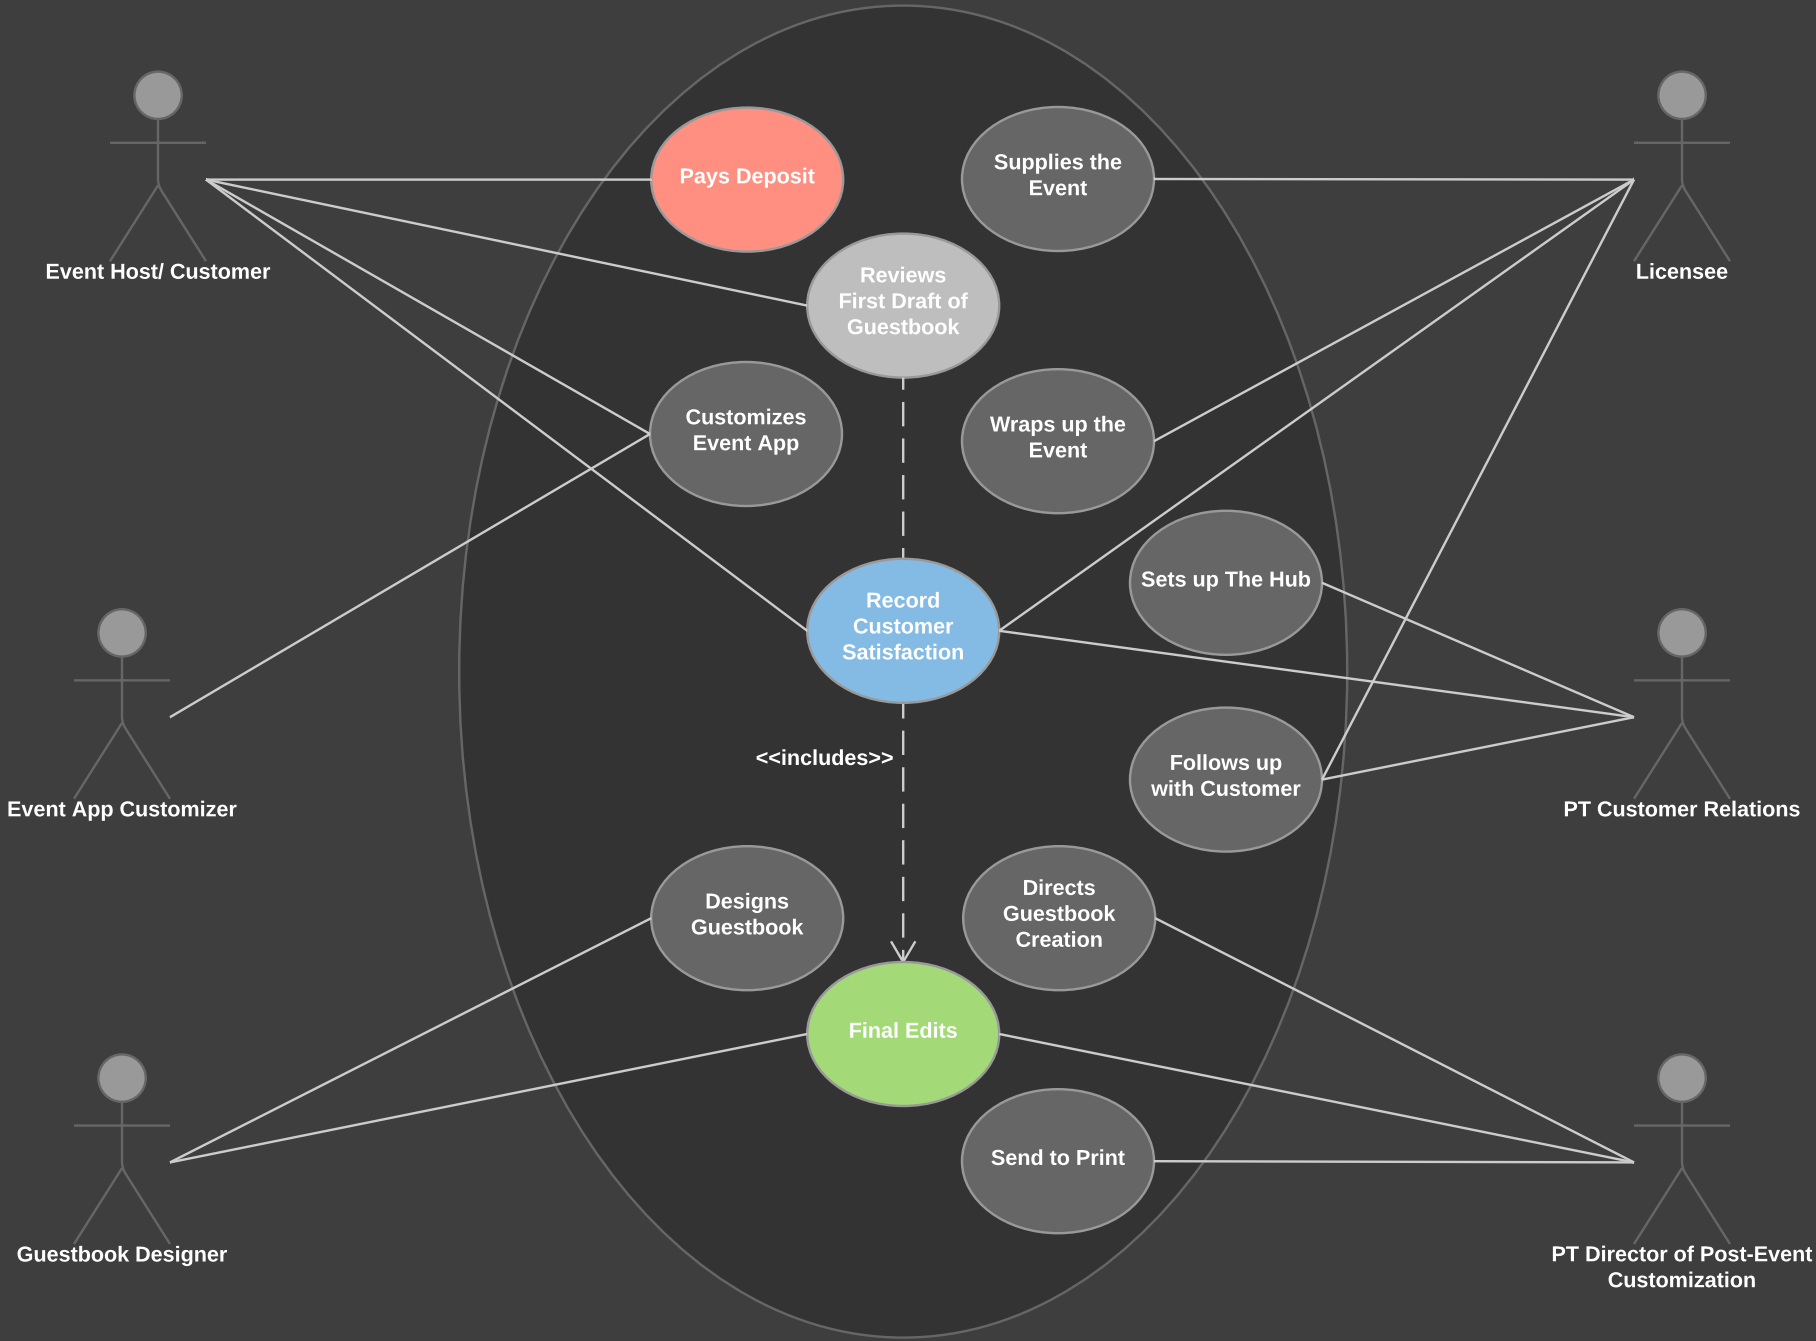 Event Host/ Customer
Pays Deposit
Supplies the
Event
Licensee
Reviews
First Draft of
Guestbook
Customizes
Event App
Wraps up the
Event
Sets up The Hub
Record
Customer
Satisfaction
<<includes>>
Follows up
with Customer
Event App Customizer
PT Customer Relations
Designs
Guestbook
Directs
Guestbook
Creation
Final Edits
Send to Print
Guestbook Designer
PT Director of Post-Event
Customization